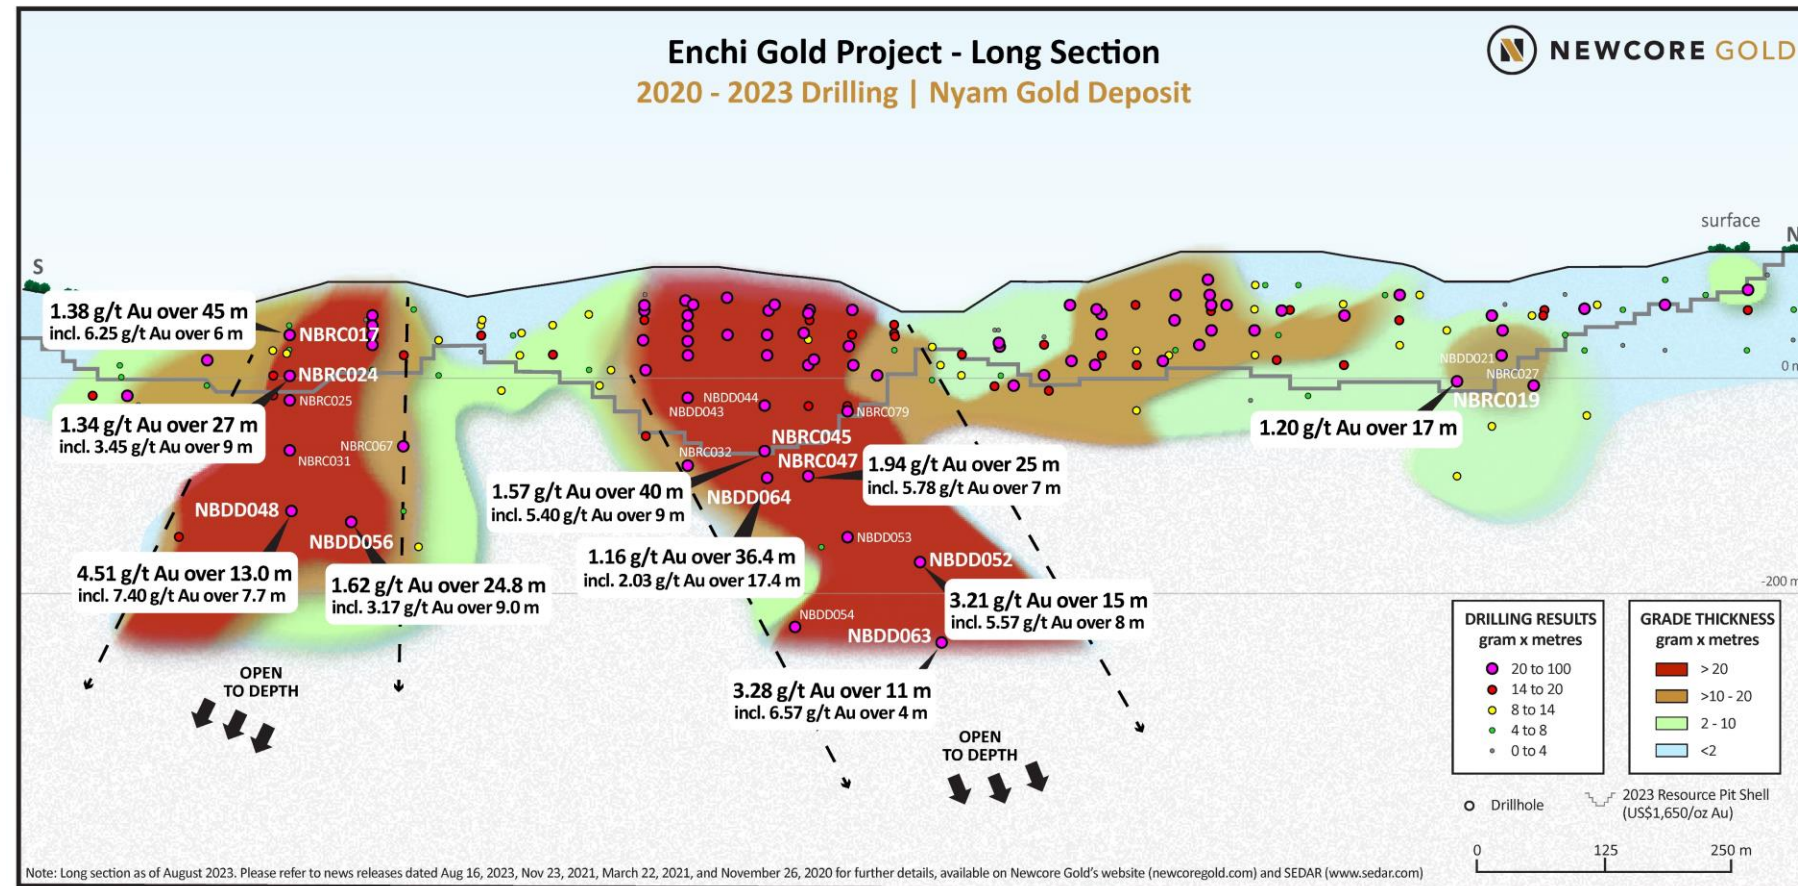 Enchi Gold Project - Long Section
2020 - 2023 Drilling | Nyam Gold Deposit
N NEWCORE GOLD
surface
S
N
1.38 g/t Au over 45 m
incl. 6.25 g/t Au over 6 m
NBRC017
NBRC024
NBRC025
1.34 g/t Au over 27 m
incl. 3.45 g/t Au over 9 m
NBRC067
NBRC031
NBDD048
NBDD056
4.51 g/t Au over 13.0 m
incl. 7.40 g/t Au over 7.7 m
1.62 g/t Au over 24.8 m
incl. 3.17 g/t Au over 9.0 m
OPEN
TO DEPTH
NBDD044
NBDD043
NBRC079
NBRC045
NBRC032
NBRC047
NBDD064
1.57 g/t Au over 40 m
incl. 5.40 g/t Au over 9 m
1.94 g/t Au over 25 m
incl. 5.78 g/t Au over 7 m
1.16 g/t Au over 36.4 m
incl. 2.03 g/t Au over 17.4 m
NBDD053
NBDD052
3.21 g/t Au over 15 m
incl. 5.57 g/t Au over 8 m
NBDD054
NBDD063
3.28 g/t Au over 11 m
incl. 6.57 g/t Au over 4 m
OPEN
TO DEPTH
NBDD021
NBRC027
NBRC019
1.20 g/t Au over 17 m
0 m
-200 m
DRILLING RESULTS
gram x metres
20 to 100
14 to 20
8 to 14
4 to 8
0 to 4
GRADE THICKNESS
gram x metres
> 20
>10 - 20
2 - 10
<2
Drillhole
2023 Resource Pit Shell
(US$1,650/oz Au)
0 125 250 m
Note: Long section as of August 2023. Please refer to news releases dated Aug 16, 2023, Nov 23, 2021, March 22, 2021, and November 26, 2020 for further details, available on Newcore Gold's website (newcoregold.com) and SEDAR (www.sedar.com)